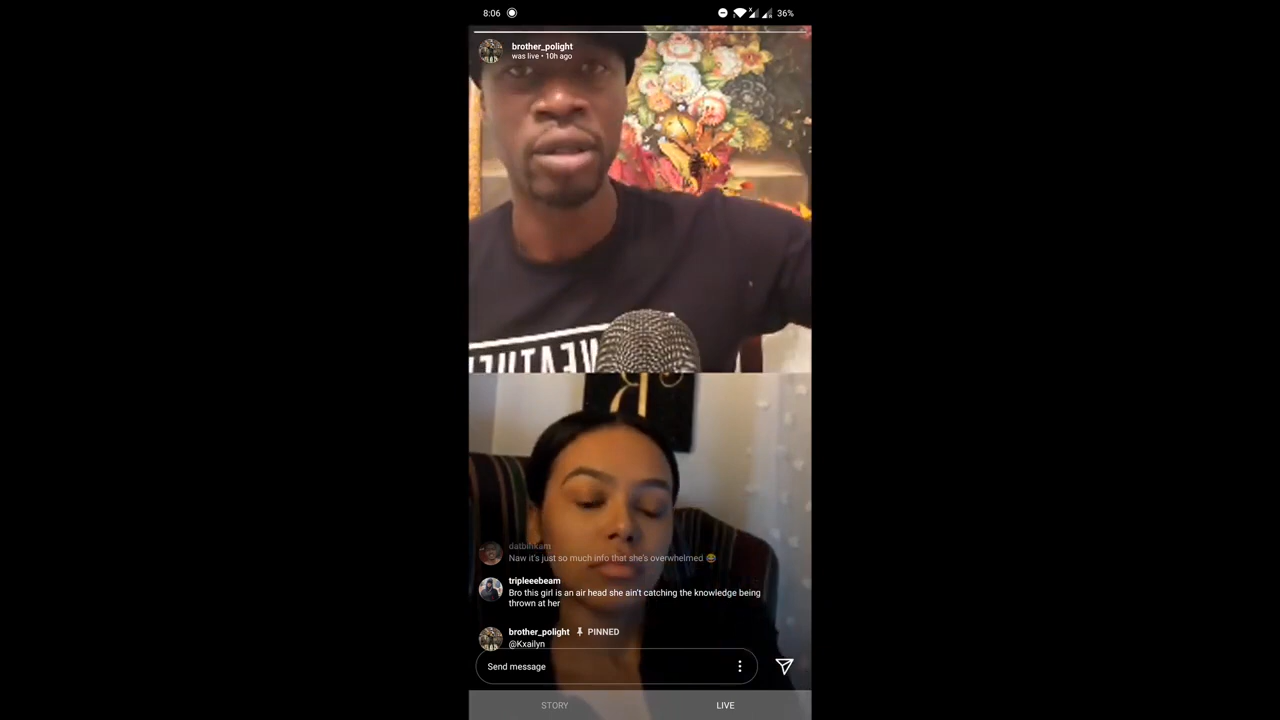 8:06
36%
brother_polight
was live • 10h ago
datbihkam
Naw it's just so much info that she's overwhelmed 😂
tripleeebeam
Bro this girl is an air head she ain't catching the knowledge being
thrown at her
brother_polight PINNED
@Kxailyn
Send message
STORY
LIVE